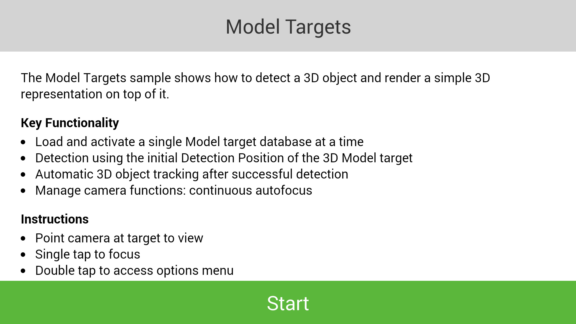 Model Targets
The Model Targets sample shows how to detect a 3D object and render a simple 3D
representation on top of it.
Key Functionality
• Load and activate a single Model target database at a time
• Detection using the initial Detection Position of the 3D Model target
• Automatic 3D object tracking after successful detection
• Manage camera functions: continuous autofocus
Instructions
• Point camera at target to view
• Single tap to focus
• Double tap to access options menu
Start